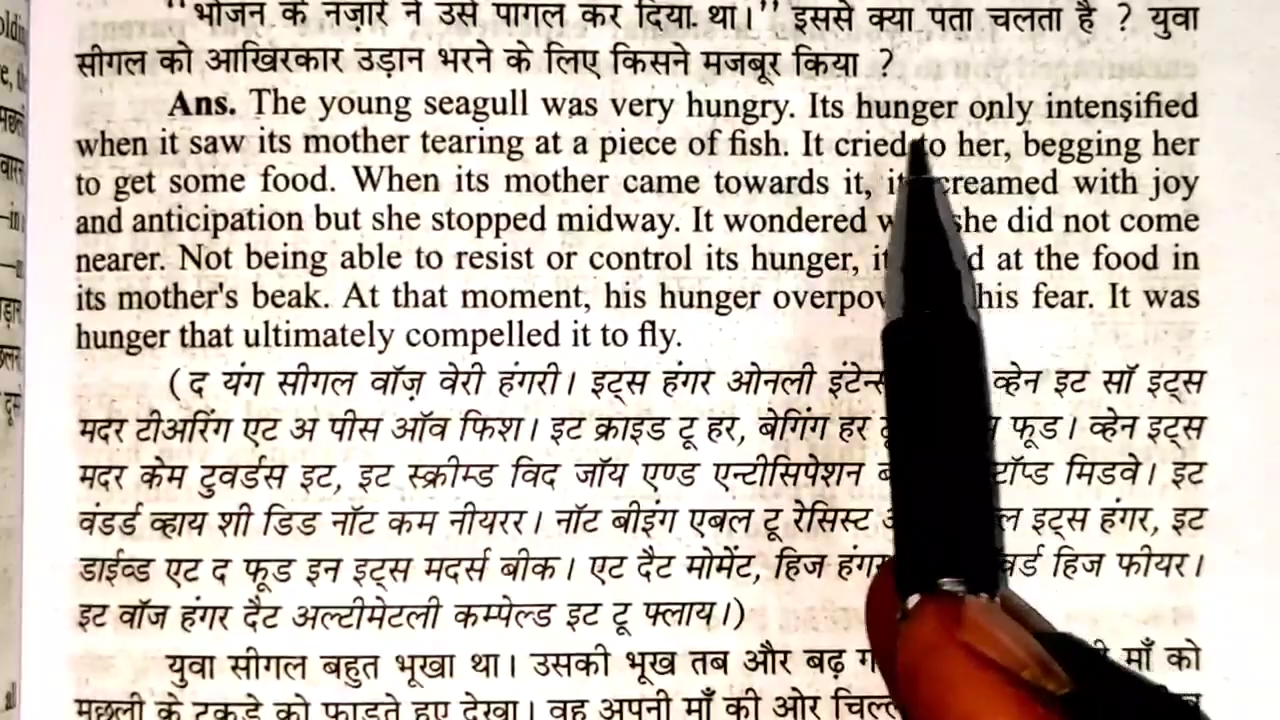 "भोजन के नज़ारे ने उसे पागल कर दिया था।" इससे क्या पता चलता है ? युवा
सीगल को आखिरकार उड़ान भरने के लिए किसने मजबूर किया ?
Ans. The young seagull was very hungry. Its hunger only intensified
when it saw its mother tearing at a piece of fish. It cried to her, begging her
to get some food. When its mother came towards it, it screamed with joy
and anticipation but she stopped midway. It wondered she did not come
nearer. Not being able to resist or control its hunger, it at the food in
its mother's beak. At that moment, his hunger his fear. It was
hunger that ultimately compelled it to fly.
(द यंग सीगल वॉज़ वेरी हंगरी। इट्स हंगर ओनली व्हेन इट सॉ इट्स
मदर टीअरिंग एट अ पीस ऑव फिश। इट क्राइड टू हर, बेगिंग हर फूड। व्हेन इट्स
मदर केम टुवर्डस इट, इट स्क्रीम्ड विद जॉय एण्ड एन्टीसिपेशन मिडवे। इट
वंडर्ड व्हाय शी डिड नॉट कम नीयरर। नॉट बीइंग एबल टू रेसिस्ट इट्स हंगर, इट
डाईव्ड एट द फूड इन इट्स मदर्स बीक। एट दैट मोमेंट, हिज हिज फीयर।
इट वॉज हंगर दैट अल्टीमेटली कम्पेल्ड इट टू फ्लाय।)
युवा सीगल बहुत भूखा था। उसकी भूख तब और बढ़ माँ को
मछली के टुकड़े को फाड़ते हुए देखा। वह अपनी माँ की ओर